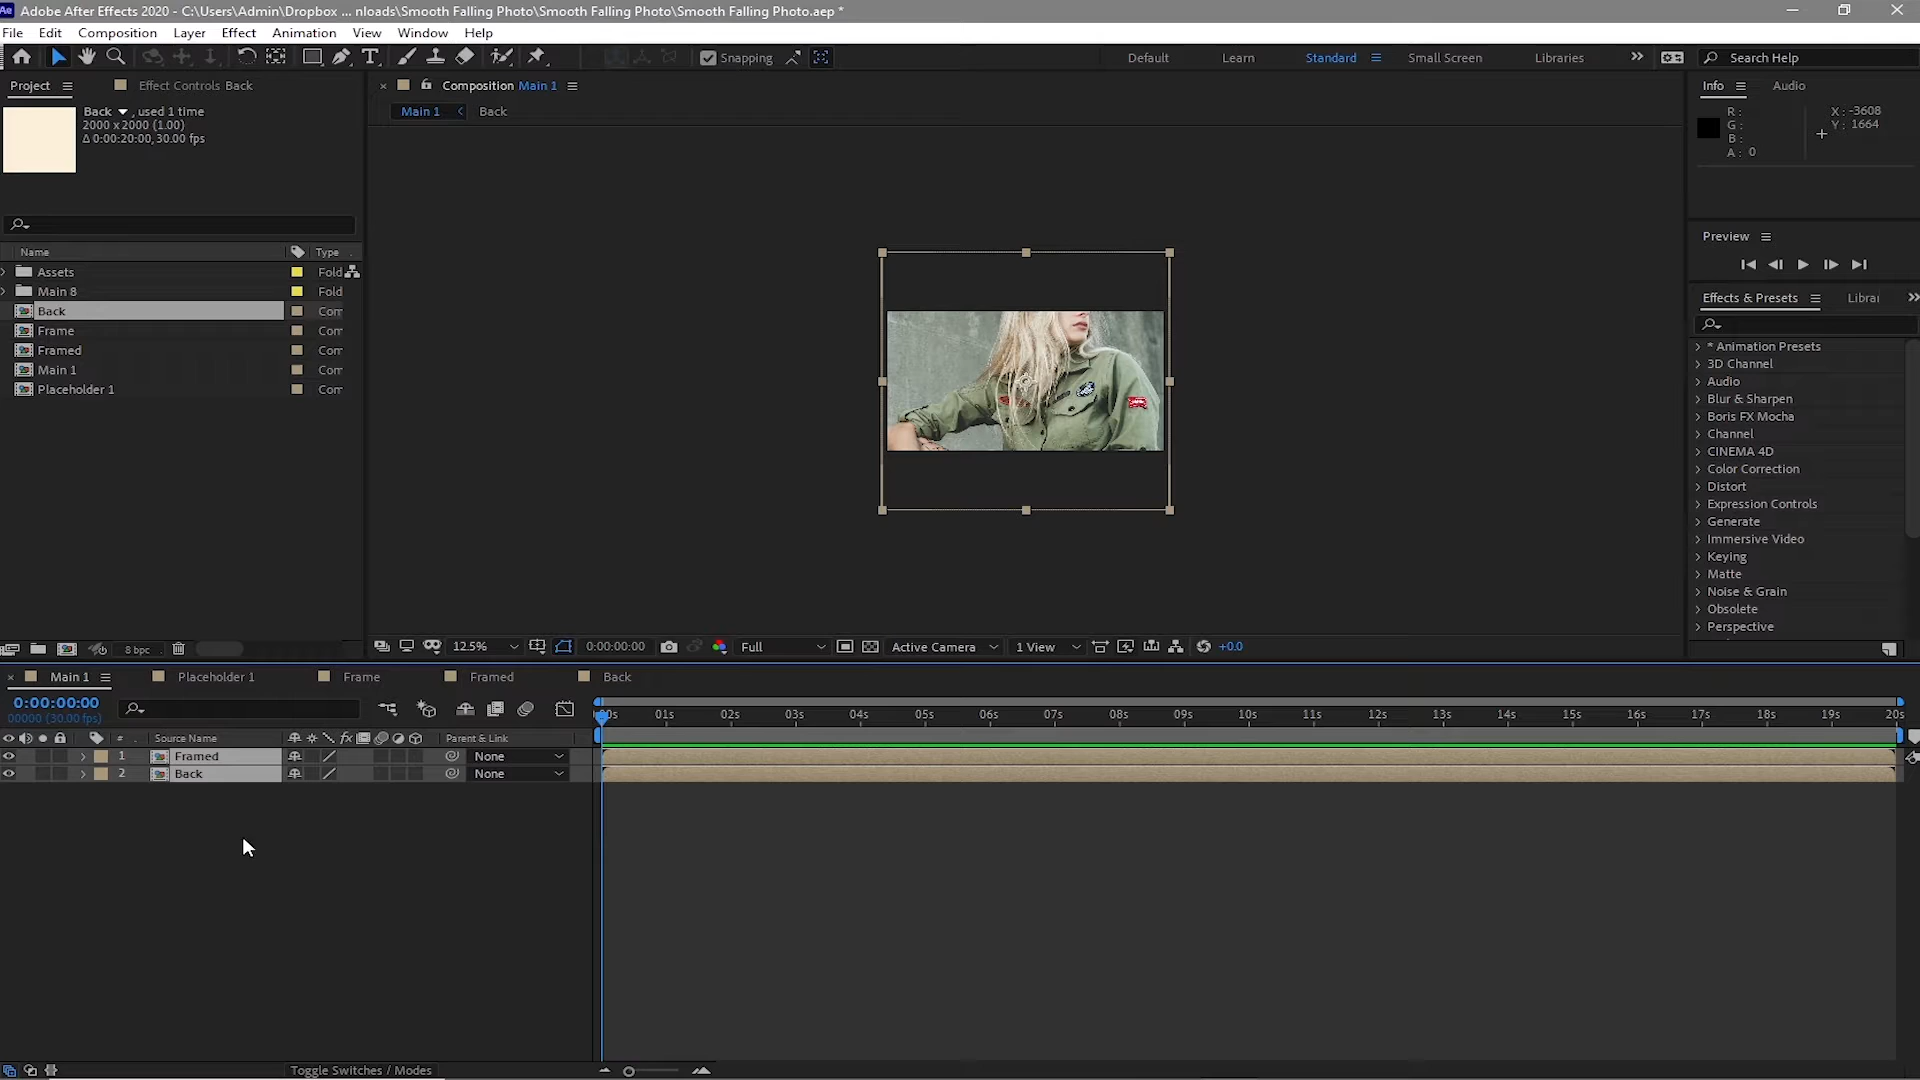 Ae Adobe After Effects 2020 - C:\Users\Admin\Dropbox ... nloads\Smooth Falling Photo\Smooth Falling Photo\Smooth Falling Photo.aep *
File Edit Composition Layer Effect Animation View Window Help
Snapping Default Learn Standard Small Screen Libraries Search Help
Project Effect Controls Back Composition Main 1 Info Audio
Back , used 1 time
2000 x 2000 (1.00)
Δ 0:00:20:00, 30.00 fps
Main 1 Back
R :
G :
B :
A : 0
X : -3608
Y : 1664
Preview
Name Type
Assets Fold
Main 8 Fold
Back Com
Frame Com
Framed Com
Main 1 Com
Placeholder 1 Com
Effects & Presets Librai
* Animation Presets
3D Channel
Audio
Blur & Sharpen
Boris FX Mocha
Channel
CINEMA 4D
Color Correction
Distort
Expression Controls
Generate
Immersive Video
Keying
Matte
Noise & Grain
Obsolete
Perspective
8 bpc 12.5% 0:00:00:00 Full Active Camera 1 View +0.0
Main 1 Placeholder 1 Frame Framed Back
0:00:00:00
00000 (30.00 fps)
01s 02s 03s 04s 05s 06s 07s 08s 09s 10s 11s 12s 13s 14s 15s 16s 17s 18s 19s 20s
# Source Name fx Parent & Link
1 Framed None
2 Back None
Toggle Switches / Modes